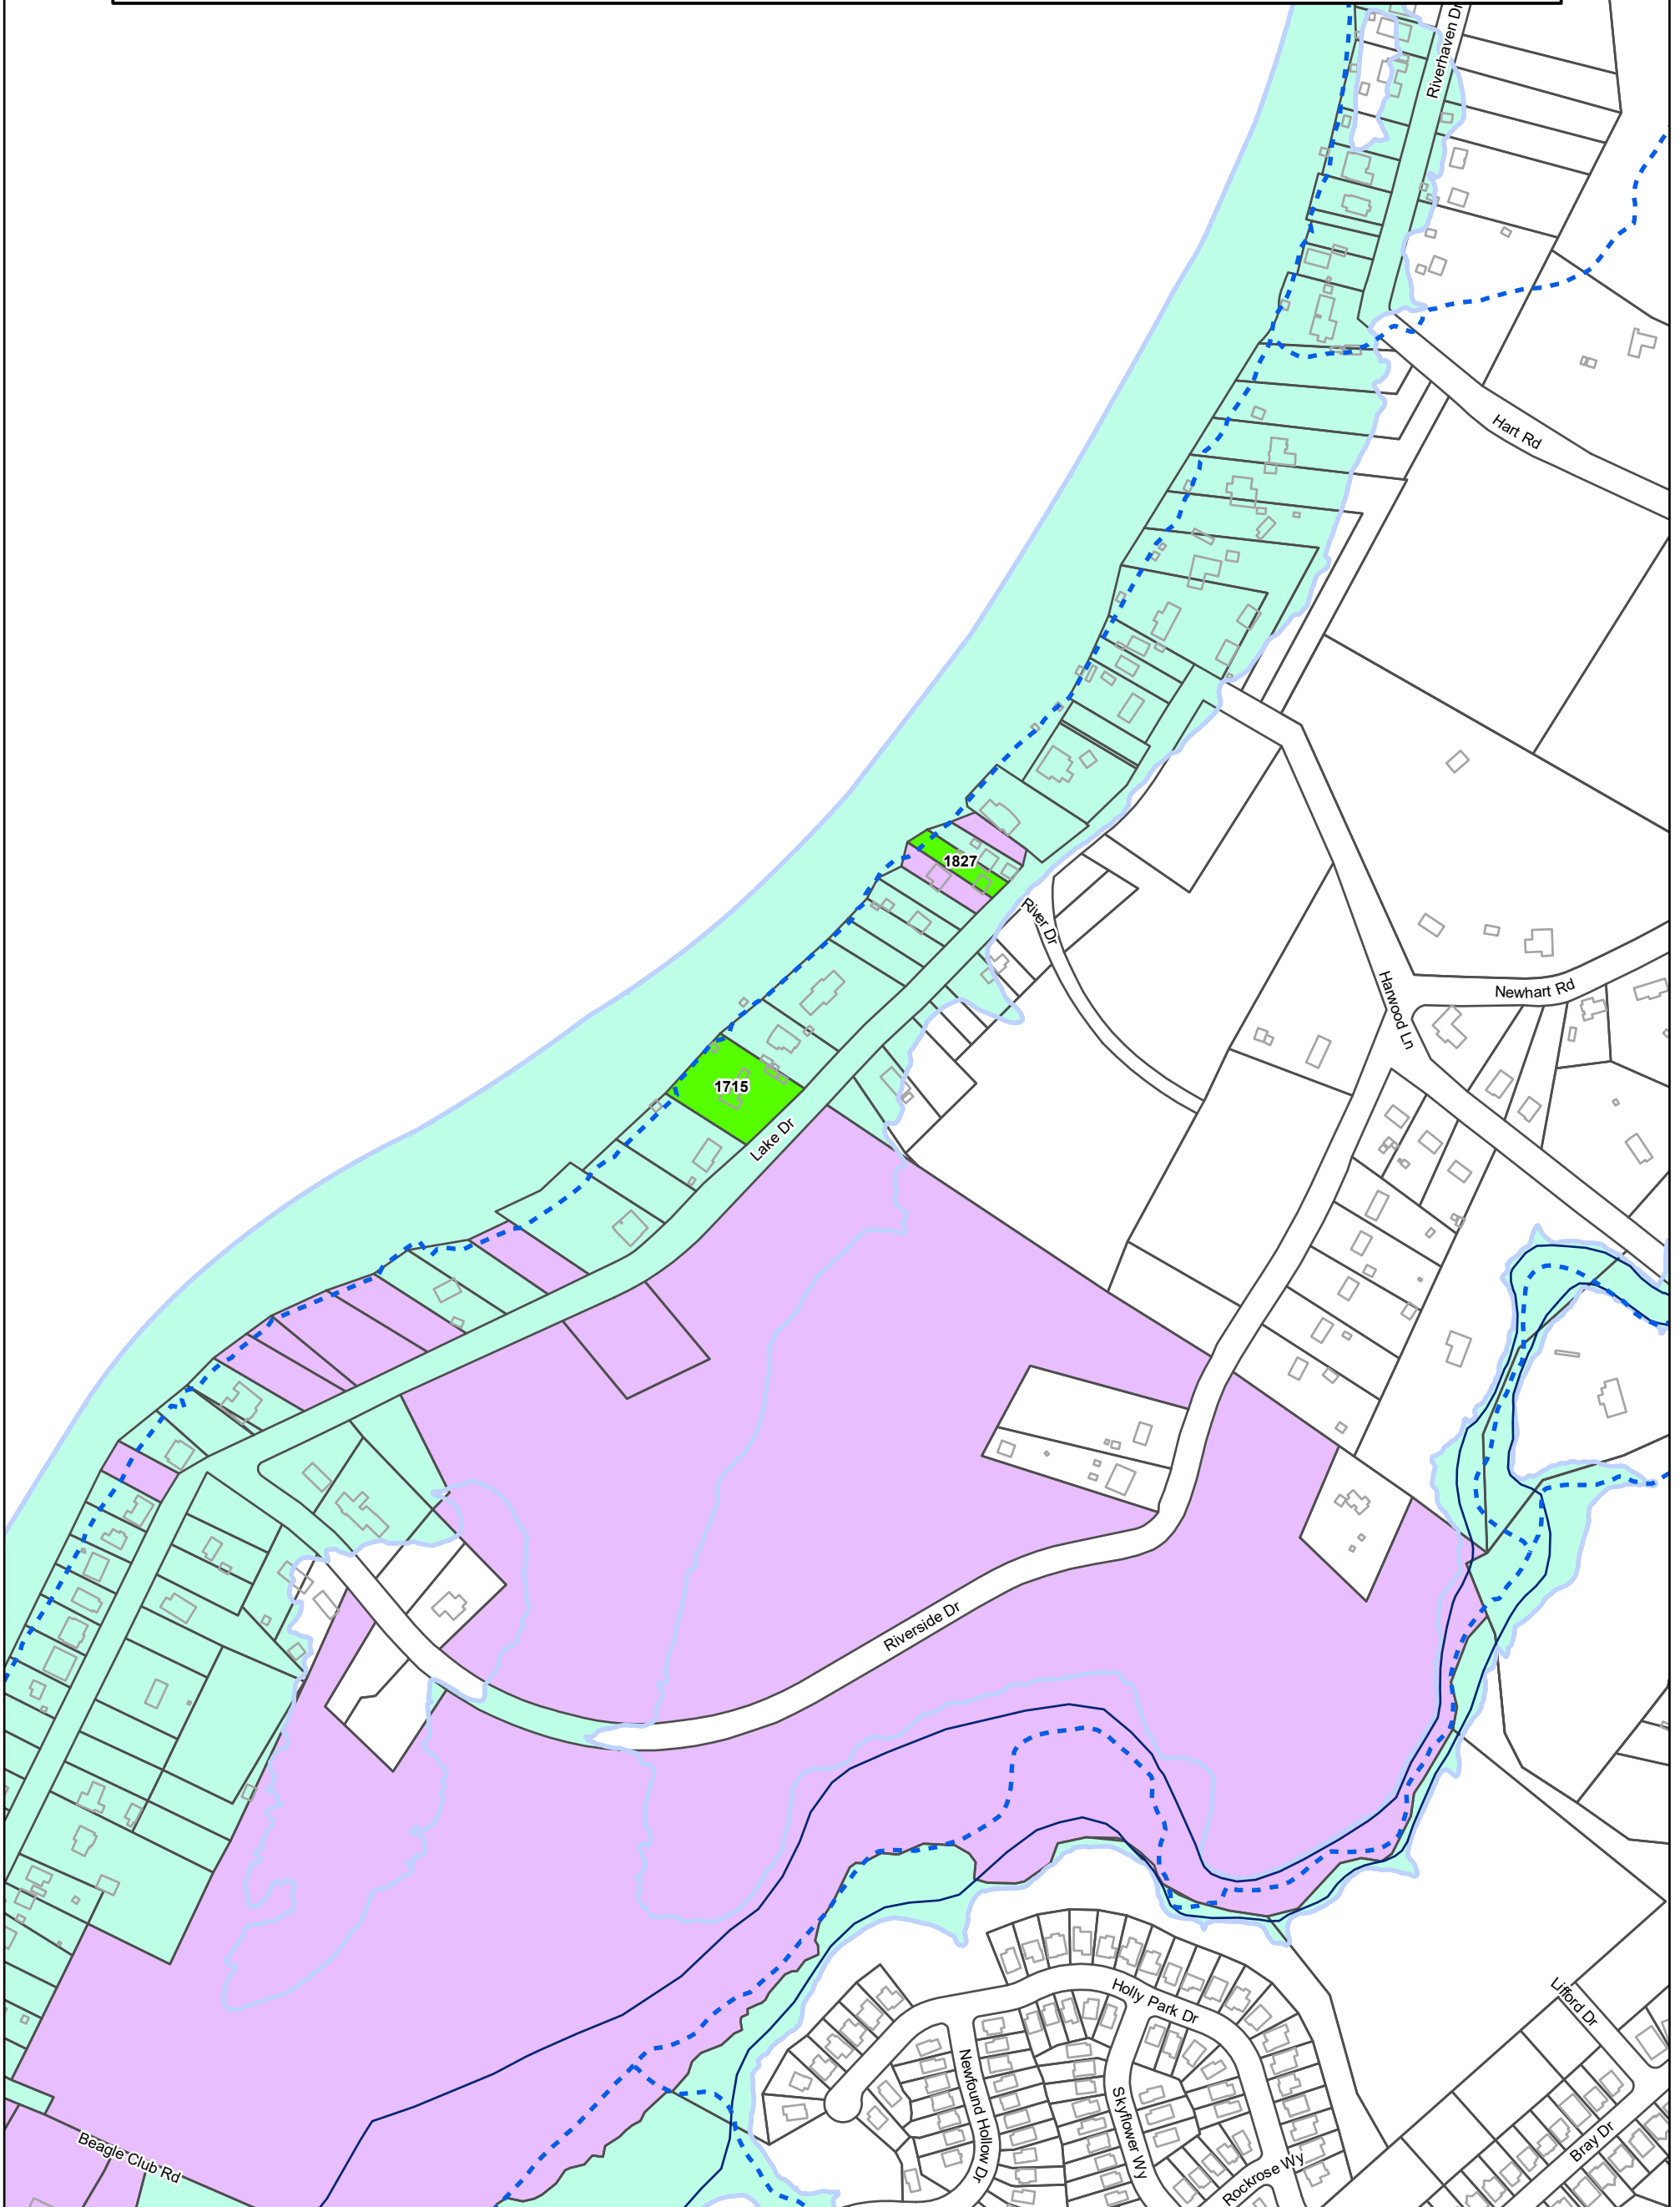 Riverhaven Dr
Hart Rd
1827
River Dr
Harwood Ln
Newhart Rd
1715
Lake Dr
Riverside Dr
Holly Park Dr
Lifford Dr
Newfound Hollow Dr
Skyflower Wy
Bray Dr
Beagle Club Rd
Rockrose Wy